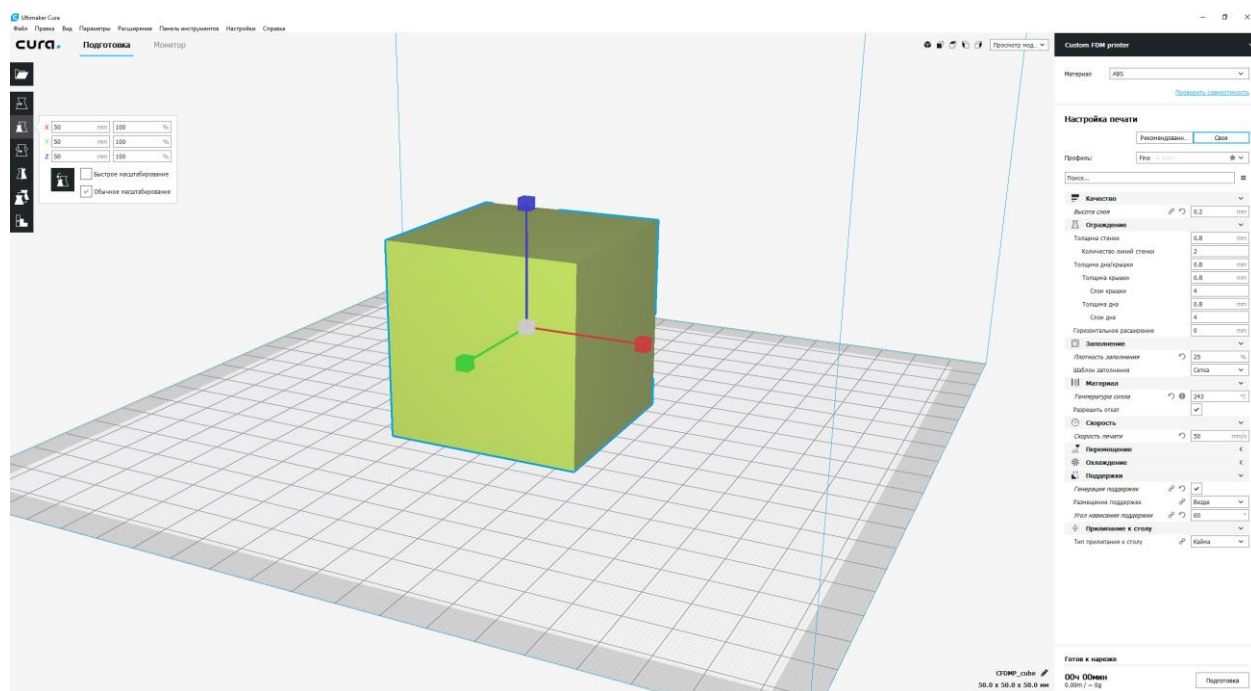 Ultimaker Cura
Файл Правка Вид Параметры Расширения Панель инструментов Настройки Справка
cura. Подготовка Монитор
Просмотр мод...
Custom FDM printer
Материал ABS
Проверить совместимость
Настройка печати
Рекомендованн... Своя
Профиль: Fine
Поиск...
Качество
Высота слоя 0.2 mm
Ограждение
Толщина стенки 0.8 mm
Количество линий стенки 2
Толщина дна/крышки 0.8 mm
Толщина крышки 0.8 mm
Слои крышки 4
Толщина дна 0.8 mm
Слои дна 4
Горизонтальное расширение 0 mm
Заполнение
Плотность заполнения 25 %
Шаблон заполнения Сетка
Материал
Температура сопла 243 °C
Разрешить откат
Скорость
Скорость печати 50 mm/s
Перемещение
Охлаждение
Поддержки
Генерация поддержек
Размещение поддержек Везде
Угол нависания поддержки 60 °
Прилипание к столу
Тип прилипания к столу Кайма
X 50 mm 100 %
Y 50 mm 100 %
Z 50 mm 100 %
Быстрое масштабирование
Обычное масштабирование
CFDMP_cube
50.0 x 50.0 x 50.0 мм
Готов к нарезке
00ч 00мин
0.00m / ~ 0g
Подготовка